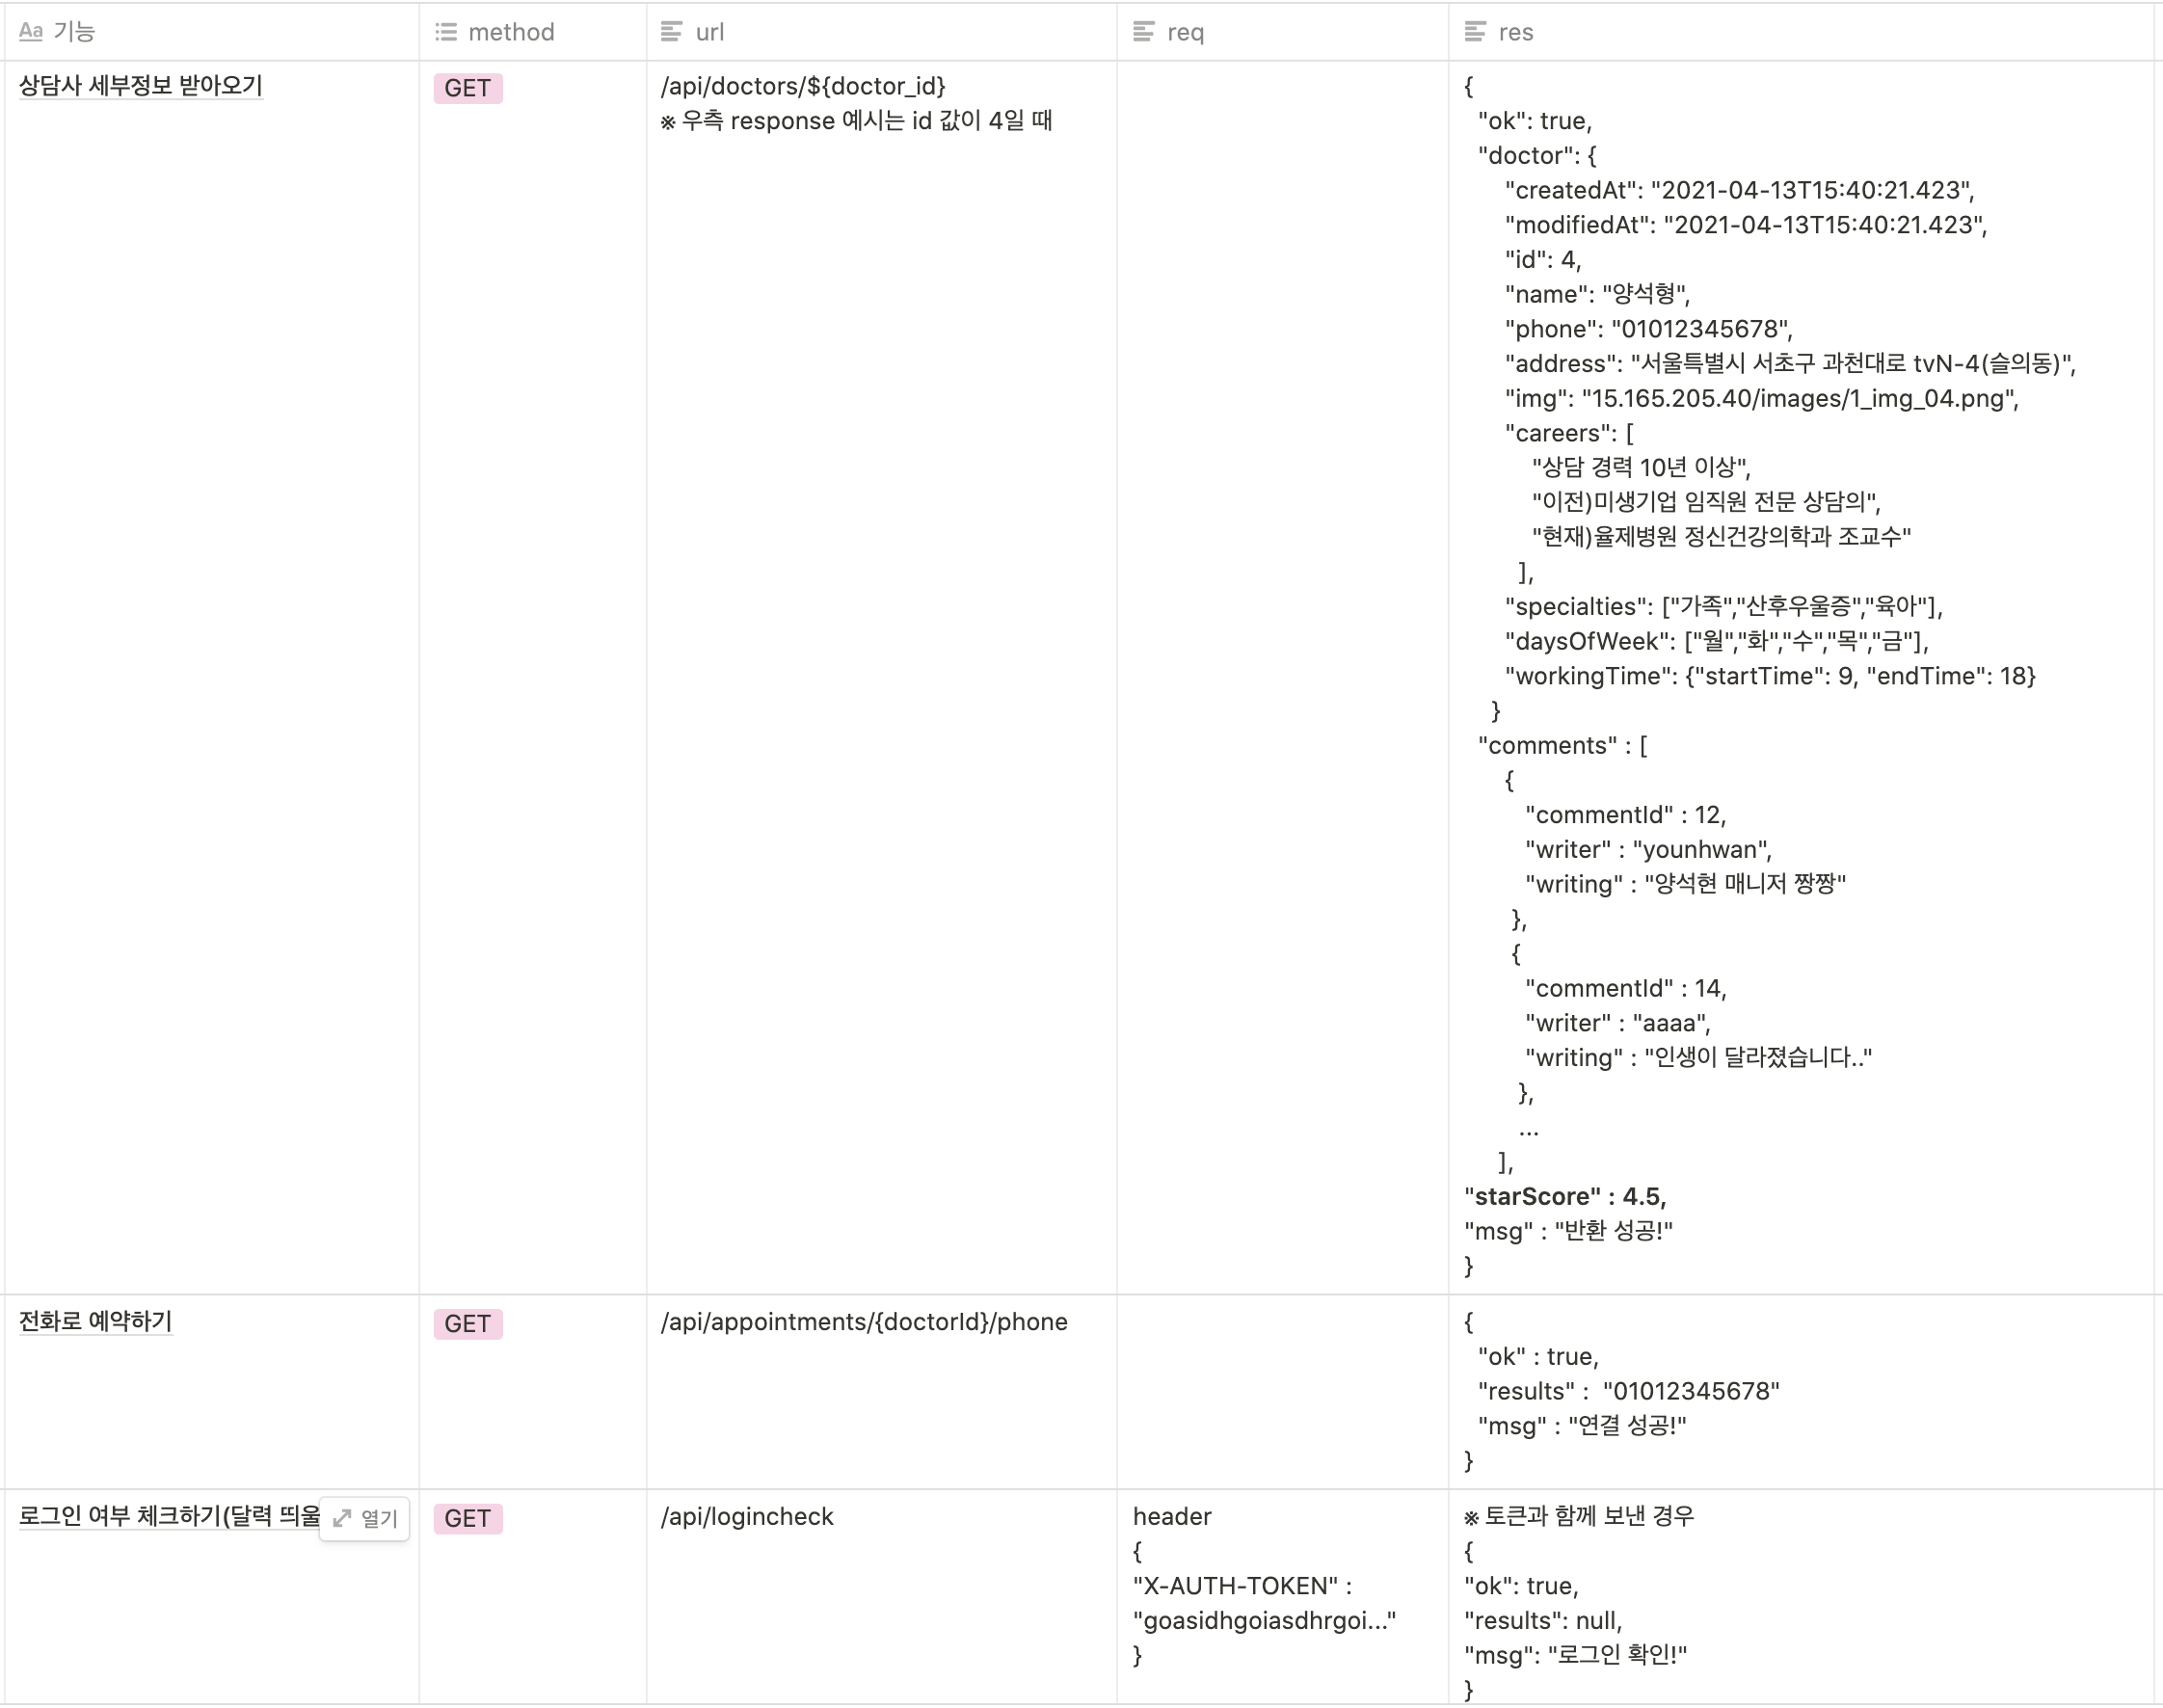 Aa 기능
method
url
req
res
상담사 세부정보 받아오기
GET
/api/doctors/${doctor_id}
※ 우측 response 예시는 id 값이 4일 때
{
"ok": true,
"doctor": {
"createdAt": "2021-04-13T15:40:21.423",
"modifiedAt": "2021-04-13T15:40:21.423",
"id": 4,
"name": "양석형",
"phone": "01012345678",
"address": "서울특별시 서초구 과천대로 tvN-4(슬의동)",
"img": "15.165.205.40/images/1_img_04.png",
"careers": [
"상담 경력 10년 이상",
"이전)미생기업 임직원 전문 상담의",
"현재)율제병원 정신건강의학과 조교수"
],
"specialties": ["가족","산후우울증","육아"],
"daysOfWeek": ["월","화","수","목","금"],
"workingTime": {"startTime": 9, "endTime": 18}
}
"comments" : [
{
"commentId" : 12,
"writer" : "younhwan",
"writing" : "양석현 매니저 짱짱"
},
{
"commentId" : 14,
"writer" : "aaaa",
"writing" : "인생이 달라졌습니다.."
},
...
],
"starScore" : 4.5,
"msg" : "반환 성공!"
}
전화로 예약하기
GET
/api/appointments/{doctorId}/phone
{
"ok" : true,
"results" : "01012345678"
"msg" : "연결 성공!"
}
로그인 여부 체크하기(달력 띄울
열기
GET
/api/logincheck
header
{
"X-AUTH-TOKEN" :
"goasidhgoiasdhrgoi..."
}
※ 토큰과 함께 보낸 경우
{
"ok": true,
"results": null,
"msg": "로그인 확인!"
}